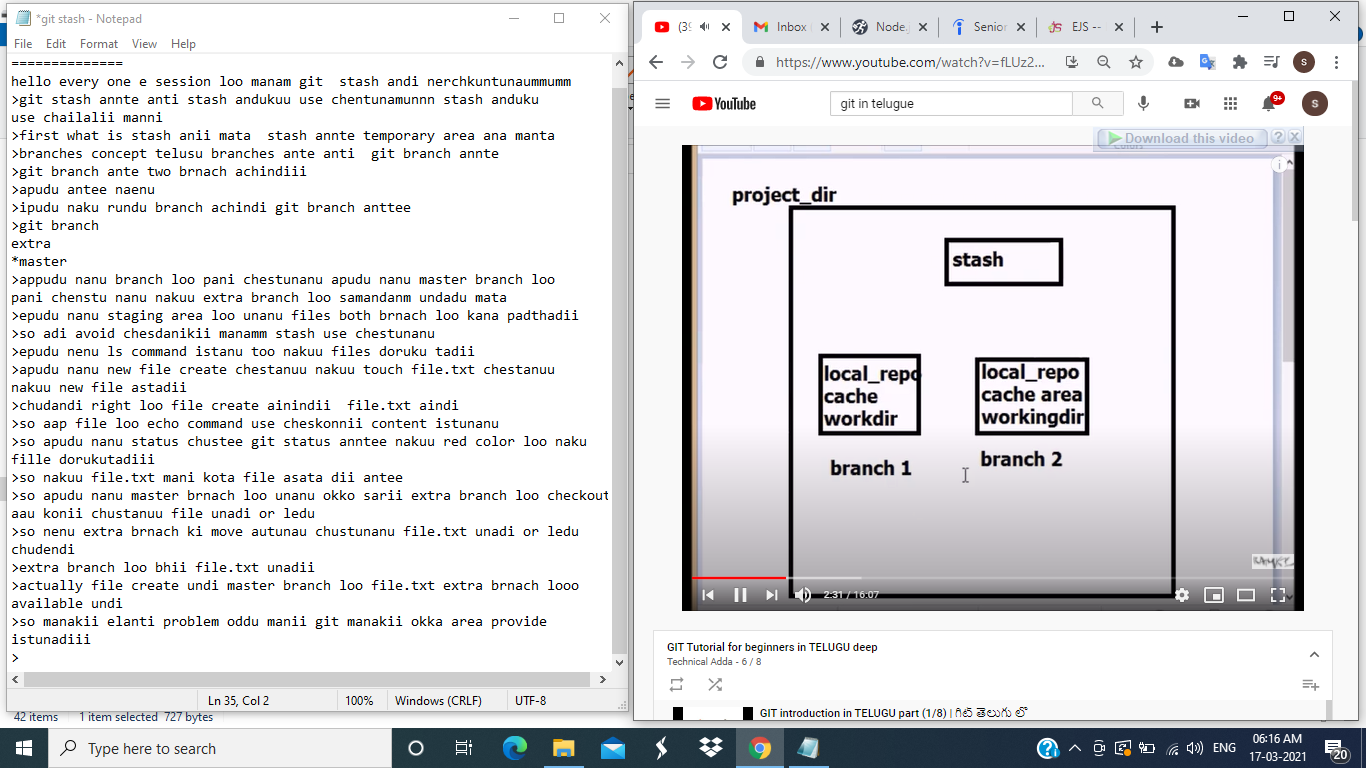 *git stash - Notepad
File Edit Format View Help
==============
hello every one e session loo manam git  stash andi nerchkuntunaummumm
>git stash annte anti stash andukuu use chentunamunnn stash anduku
use chailalii manni
>first what is stash anii mata  stash annte temporary area ana manta
>branches concept telusu branches ante anti  git branch annte
>git branch ante two brnach achindiii
>apudu antee naenu
>ipudu naku rundu branch achindi git branch anttee
>git branch
extra
*master
>appudu nanu branch loo pani chestunanu apudu nanu master branch loo
pani chenstu nanu nakuu extra branch loo samandanm undadu mata
>epudu nanu staging area loo unanu files both brnach loo kana padthadii
>so adi avoid chesdanikii manamm stash use chestunanu
>epudu nenu ls command istanu too nakuu files doruku tadii
>apudu nanu new file create chestanuu nakuu touch file.txt chestanuu
nakuu new file astadii
>chudandi right loo file create ainindii  file.txt aindi
>so aap file loo echo command use cheskonnii content istunanu
>so apudu nanu status chustee git status anntee nakuu red color loo naku
fille dorukutadiii
>so nakuu file.txt mani kota file asata dii antee
>so apudu nanu master brnach loo unanu okko sarii extra branch loo checkout
aau konii chustanuu file unadi or ledu
>so nenu extra brnach ki move autunau chustunanu file.txt unadi or ledu
chudendi
>extra branch loo bhii file.txt unadii
>actually file create undi master branch loo file.txt extra brnach looo
available undi
>so manakii elanti problem oddu manii git manakii okka area provide
istunadiii
>
Ln 35, Col 2 100% Windows (CRLF) UTF-8
42 items 1 item selected 727 bytes
Inbox Node. Senior EJS --
https://www.youtube.com/watch?v=fLUz2... S
YouTube git in telugue 9+ S
Download this video ?
project_dir
stash
local_repo
cache
workdir
branch 1
local_repo
cache area
workingdir
branch 2
2:31 / 16:07
GIT Tutorial for beginners in TELUGU deep
Technical Adda - 6 / 8
GIT introduction in TELUGU part (1/8) | గిట్ తెలుగు లో
Type here to search
ENG 06:16 AM
17-03-2021
20